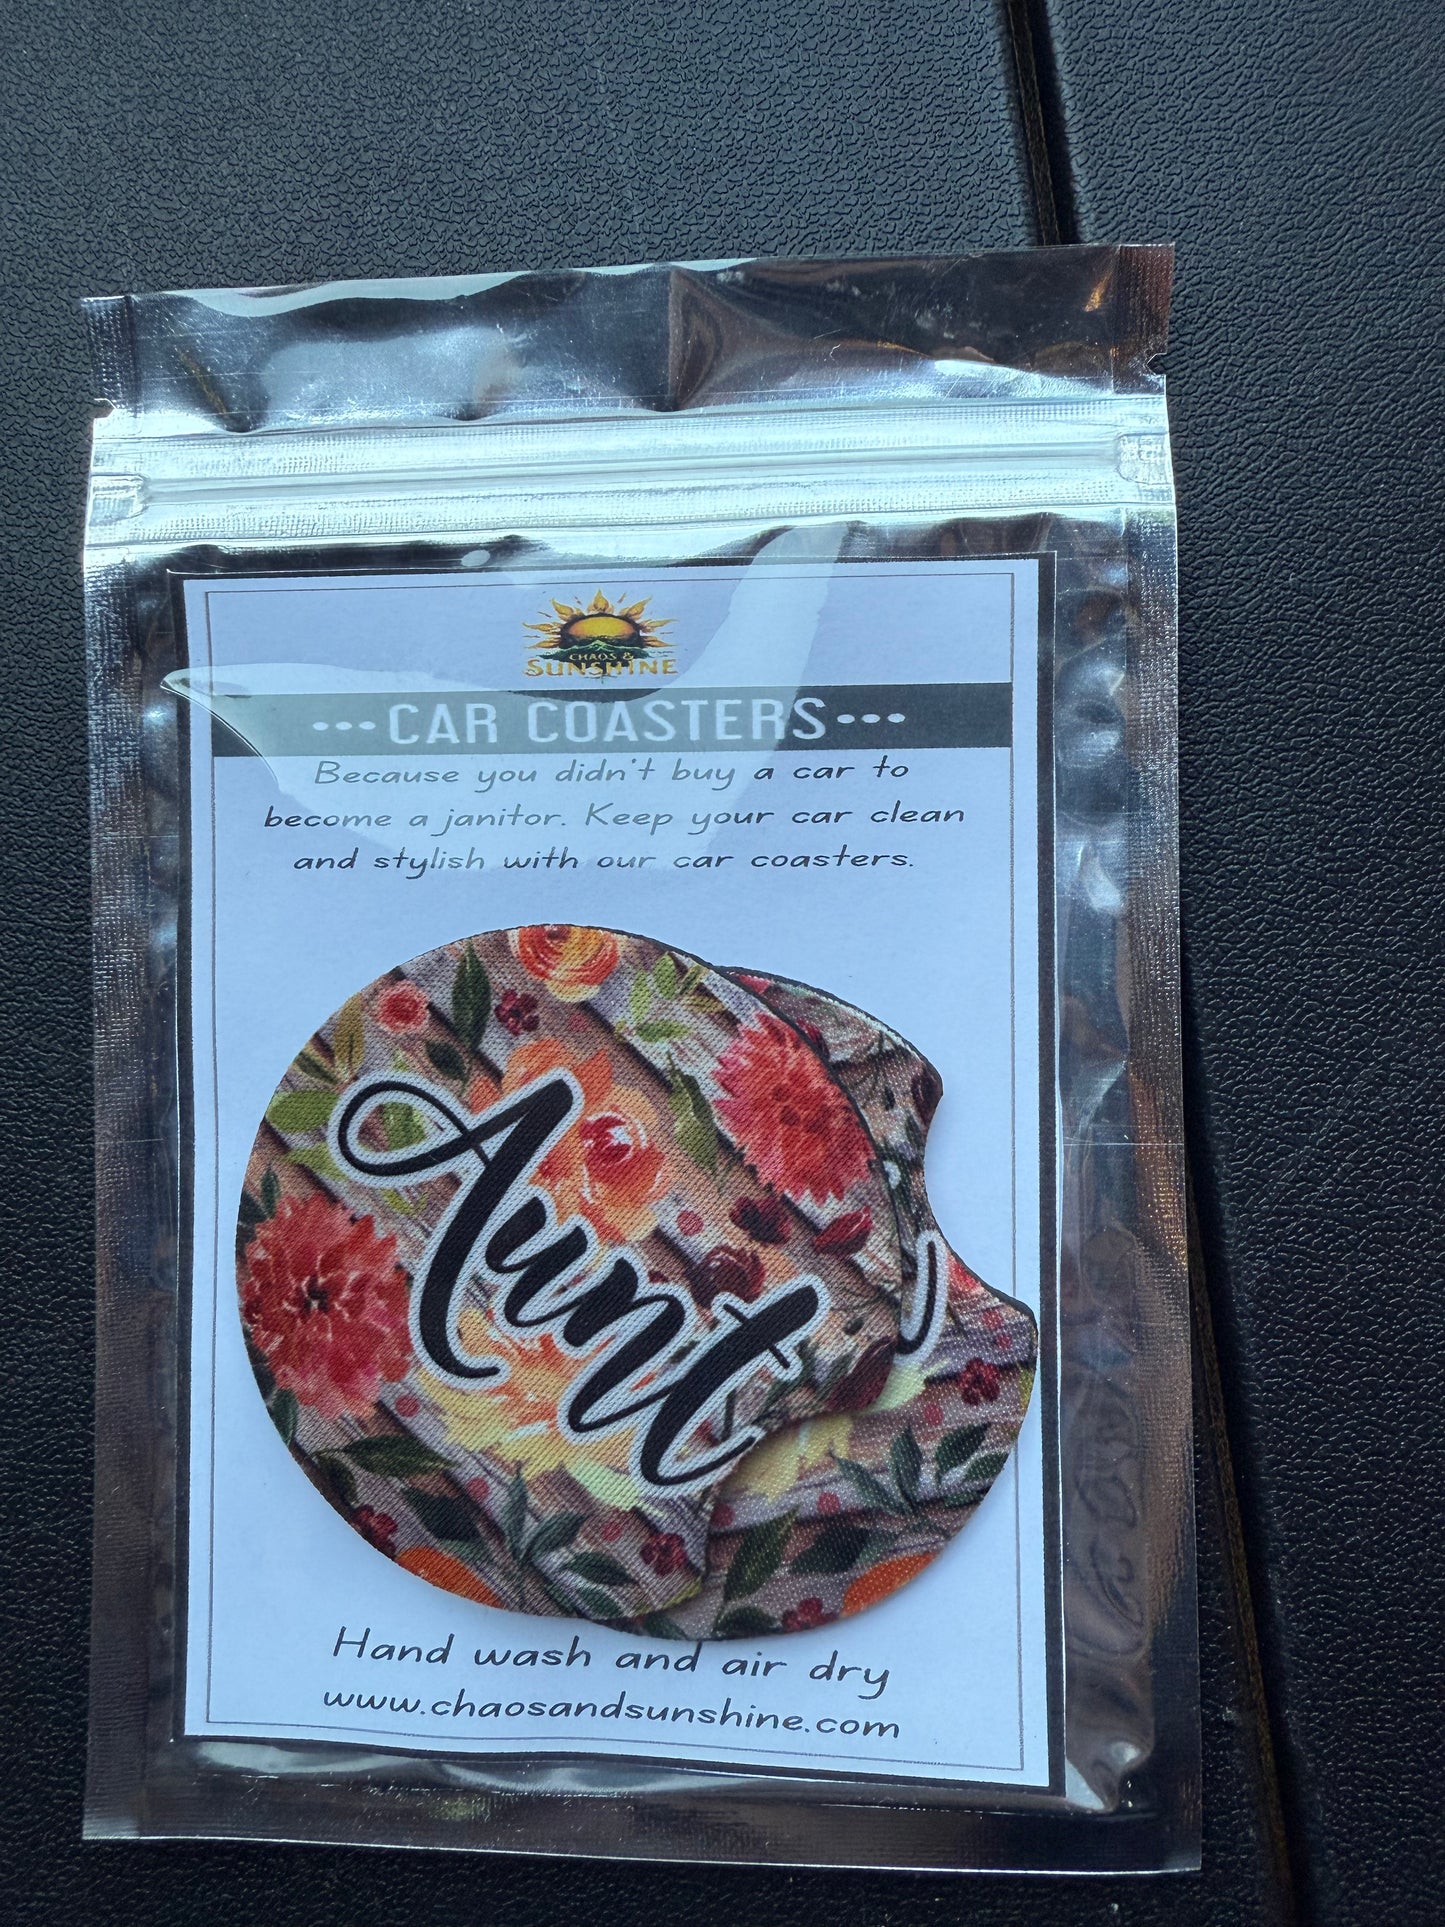 CHAOS &
SUNSHINE
•••CAR COASTERS•••
Because you didn't buy a car to
become a janitor. Keep your car clean
and stylish with our car coasters.
Aunt
Hand wash and air dry
www.chaosandsunshine.com